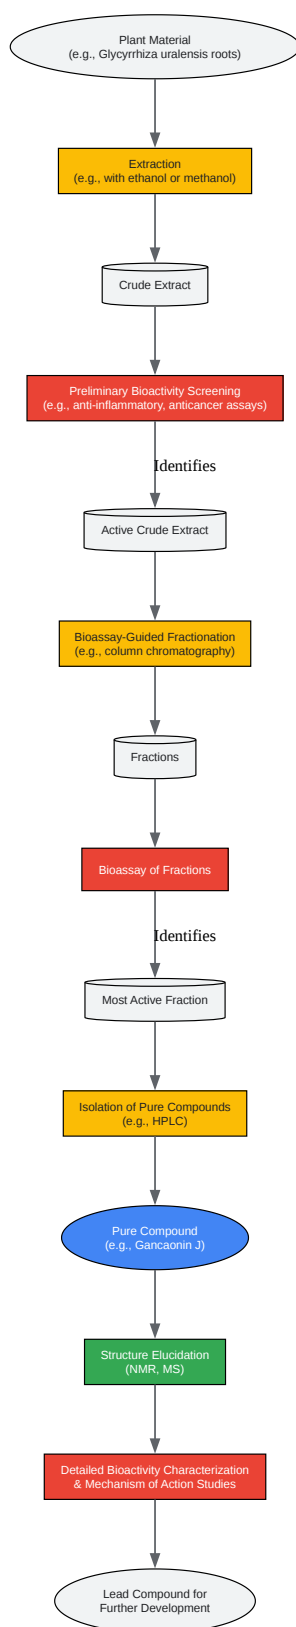 Plant Material
(e.g., Glycyrrhiza uralensis roots)
Extraction
(e.g., with ethanol or methanol)
Crude Extract
Preliminary Bioactivity Screening
(e.g., anti-inflammatory, anticancer assays)
Identifies
Active Crude Extract
Bioassay-Guided Fractionation
(e.g., column chromatography)
Fractions
Bioassay of Fractions
Identifies
Most Active Fraction
Isolation of Pure Compounds
(e.g., HPLC)
Pure Compound
(e.g., Gancaonin J)
Structure Elucidation
(NMR, MS)
Detailed Bioactivity Characterization
& Mechanism of Action Studies
Lead Compound for
Further Development